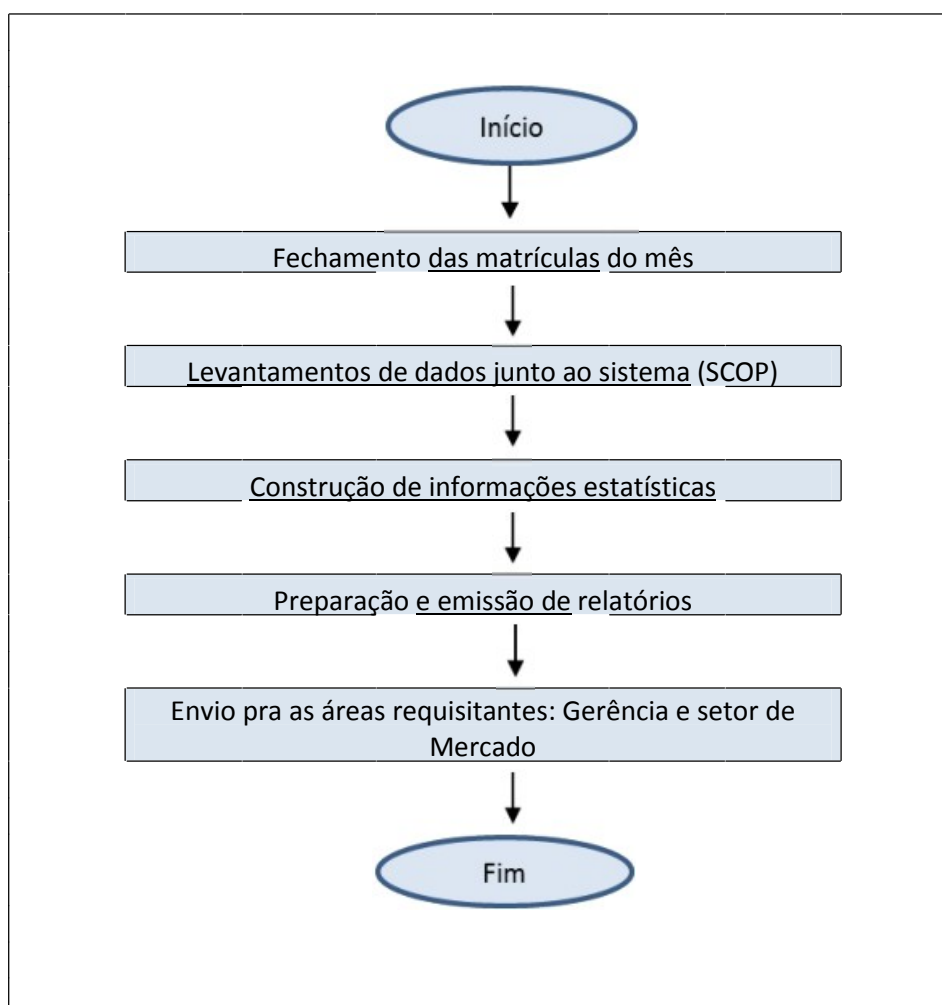 Início
Fechamento das matrículas do mês
Levantamentos de dados junto ao sistema (SCOP)
Construção de informações estatísticas
Preparação e emissão de relatórios
Envio pra as áreas requisitantes: Gerência e setor de
Mercado
Fim